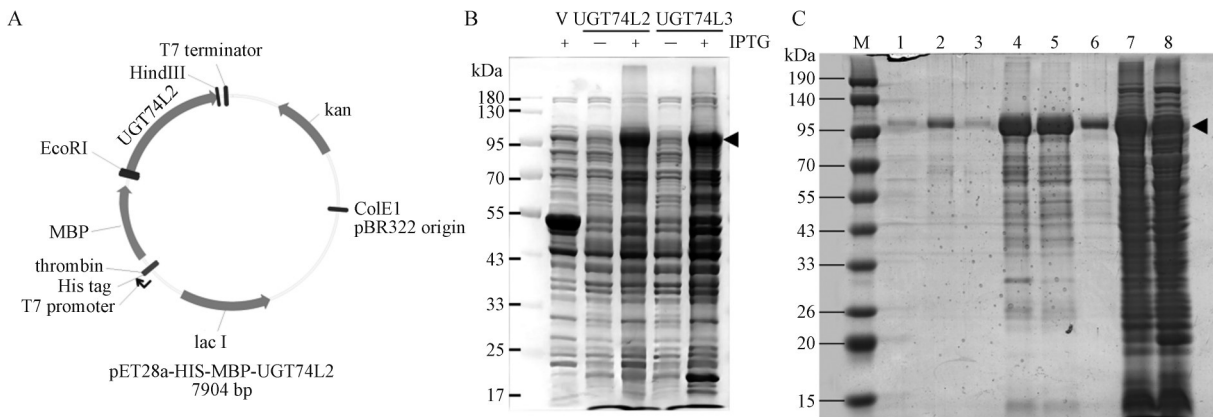 A
T7 terminator
HindIII
UGT74L2
kan
EcoRI
ColE1
pBR322 origin
MBP
thrombin
His tag
T7 promoter
lac I
pET28a-HIS-MBP-UGT74L2
7904 bp
B
V UGT74L2 UGT74L3
+ — + — + IPTG
kDa
180
130
95
70
55
43
33
25
17
C
M 1 2 3 4 5 6 7 8
kDa
190
140
95
70
55
43
33
26
20
15